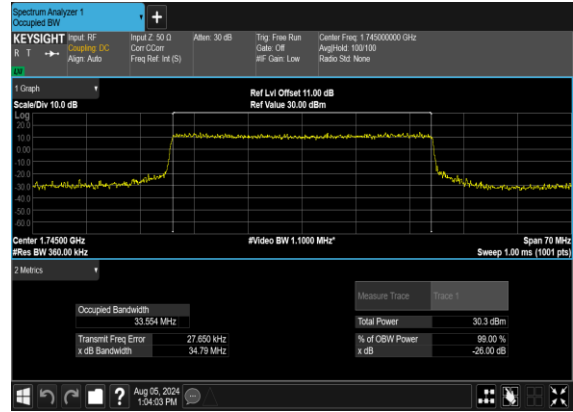 Spectrum Analyzer 1
Occupied BW
KEYSIGHT Input: RF Input Z: 50 Ω Atten: 30 dB Trig: Free Run Center Freq: 1.745000000 GHz
R T Coupling: DC Corr CCorr Gate: Off Avg|Hold: 100/100
Align: Auto Freq Ref: Int (S) #IF Gain: Low Radio Std: None
LM
1 Graph Ref Lvl Offset 11.00 dB
Scale/Div 10.0 dB Ref Value 30.00 dBm
Log
20.0
10.0
0.00
-10.0
-20.0
-30.0
-40.0
-50.0
-60.0
Center 1.74500 GHz #Video BW 1.1000 MHz* Span 70 MHz
#Res BW 360.00 kHz Sweep 1.00 ms (1001 pts)
2 Metrics
Measure Trace Trace 1
Occupied Bandwidth
33.554 MHz Total Power 30.3 dBm
Transmit Freq Error 27.650 kHz % of OBW Power 99.00 %
x dB Bandwidth 34.79 MHz x dB -26.00 dB
? Aug 05, 2024
1:04:03 PM